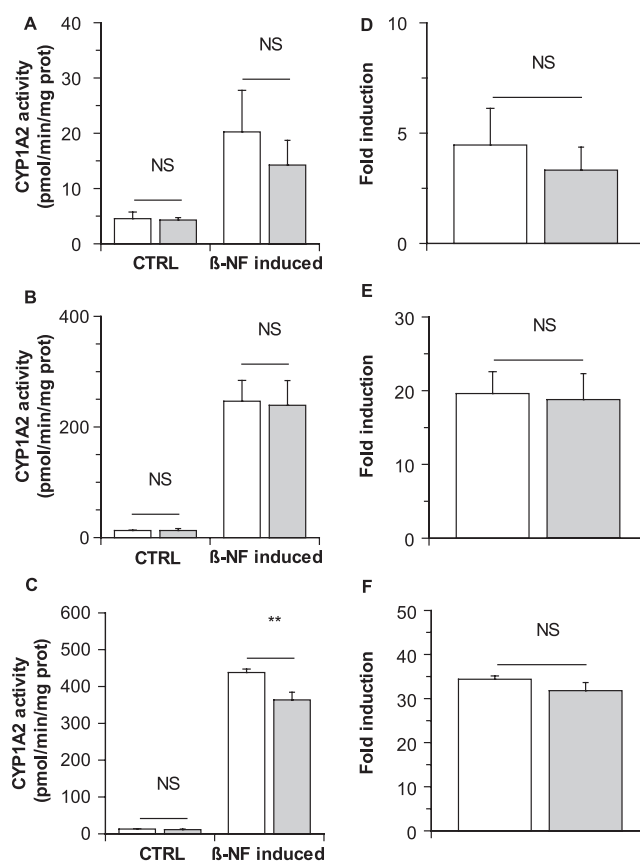 A
CYP1A2 activity
(pmol/min/mg prot)
40
30
20
10
0
NS
NS
CTRL
ß-NF induced
D
Fold induction
10
5
0
NS
B
CYP1A2 activity
(pmol/min/mg prot)
400
200
0
NS
NS
CTRL
ß-NF induced
E
Fold induction
30
20
10
0
NS
C
CYP1A2 activity
(pmol/min/mg prot)
600
500
400
300
200
100
0
NS
**
CTRL
ß-NF induced
F
Fold induction
50
40
30
20
10
0
NS